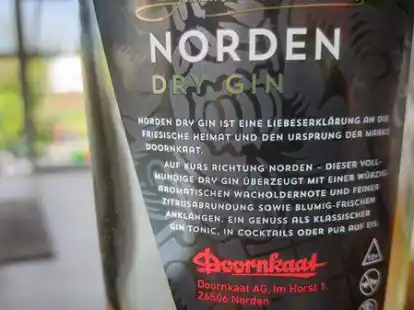 NORDEN
DRY GIN
NORDEN DRY GIN IST EINE LIEBESERKLÄRUNG AN DIE
FRIESISCHE HEIMAT UND DEN URSPRUNG DER MARKE
DOORNKAAT.
AUF KURS RICHTUNG NORDEN – DIESER VOLL-
MUNDIGE DRY GIN ÜBERZEUGT MIT EINER WÜRZIG-
AROMATISCHEN WACHOLDERNOTE UND FEINER
ZITRUSABRUNDUNG SOWIE BLUMIG-FRISCHEN
ANKLÄNGEN. EIN GENUSS ALS KLASSISCHER
GIN TONIC, IN COCKTAILS ODER PUR AUF EIS.
Doornkaat
Doornkaat AG, Im Horst 1,
26506 Norden
18+